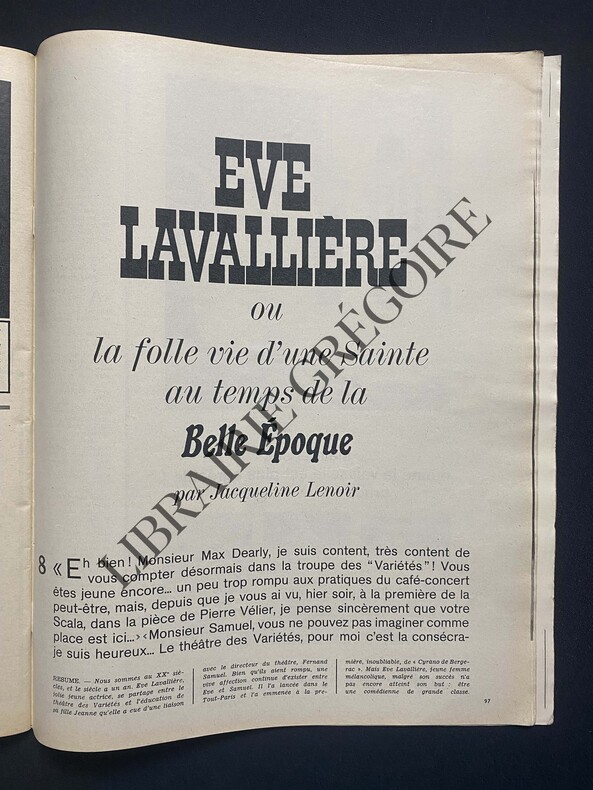 EVE
LAVALLIÈRE
ou
la folle vie d'une Sainte
au temps de la
Belle Époque
par Jacqueline Lenoir
LIBRAIRIE GRÉGOIRE
8 « Eh bien ! Monsieur Max Dearly, je suis content, très content de
vous compter désormais dans la troupe des "Variétés" ! Vous
êtes jeune encore... un peu trop rompu aux pratiques du café-concert
peut-être, mais, depuis que je vous ai vu, hier soir, à la première de la
Scala, dans la pièce de Pierre Vélier, je pense sincèrement que votre
place est ici...› ‹ Monsieur Samuel, vous ne pouvez pas imaginer comme
je suis heureux... Le théâtre des Variétés, pour moi c'est la consécra-
RESUME. — Nous sommes au XXe siè-
cle, et le siècle a un an. Eve Lavallière,
jolie jeune actrice, se partage entre le
théâtre des Variétés et l'éducation de
sa fille Jeanne qu'elle a eue d'une liaison
avec le directeur du théâtre, Fernand
Samuel. Bien qu'ils aient rompu, une
vive affection continue d'exister entre
Eve et Samuel. Il l'a lancée dans le
Tout-Paris et l'a emmenée à la pre-
mière, inoubliable, de « Cyrano de Berge-
rac ». Mais Eve Lavallière, jeune femme
mélancolique, malgré son succès n'a
pas encore atteint son but : être
une comédienne de grande classe.
97